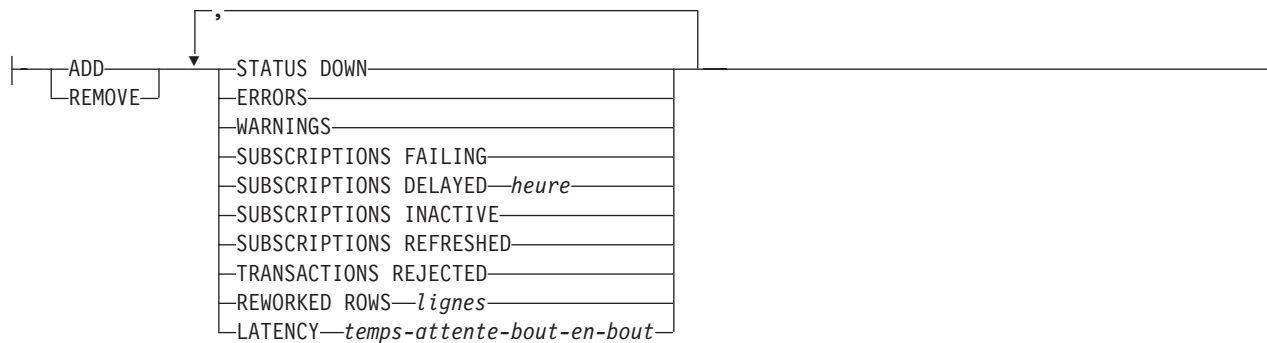 ,
ADD STATUS DOWN
REMOVE ERRORS
WARNINGS
SUBSCRIPTIONS FAILING
SUBSCRIPTIONS DELAYED heure
SUBSCRIPTIONS INACTIVE
SUBSCRIPTIONS REFRESHED
TRANSACTIONS REJECTED
REWORKED ROWS lignes
LATENCY temps-attente-bout-en-bout